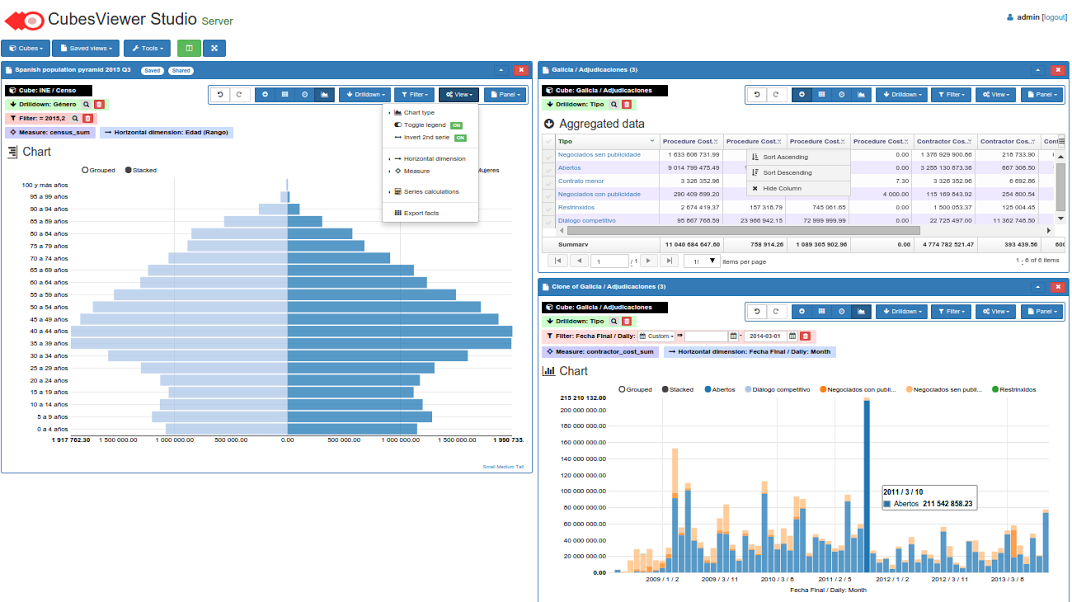 CubesViewer Studio Server
admin [logout]
Cubes
Saved views
Tools
Spanish population pyramid 2015 Q3 Saved Shared
Cube: INE / Censo
Drilldown: Género
Filter: = 2015,2
Measure: census_sum
Horizontal dimension: Edad (Rango)
Drilldown
Filter
View
Panel
Chart type
Toggle legend ON
Invert 2nd serie ON
Horizontal dimension
Measure
Series calculations
Export facts
Chart
Grouped
Stacked
Mujeres
100 y más años
95 a 99 años
90 a 94 años
85 a 89 años
80 a 84 años
75 a 79 años
70 a 74 años
65 a 69 años
60 a 64 años
55 a 59 años
50 a 54 años
45 a 49 años
40 a 44 años
35 a 39 años
30 a 34 años
25 a 29 años
20 a 24 años
15 a 19 años
10 a 14 años
5 a 9 años
0 a 4 años
1 917 762.30
1 500 000.00
1 000 000.00
500 000.00
0.00
500 000.00
1 000 000.00
1 500 000.00
1 990 735.
Small Medium Tall
Galicia / Adjudicaciones (3)
Cube: Galicia / Adjudicaciones
Drilldown: Tipo
Drilldown
Filter
View
Panel
Aggregated data
Tipo Procedure Cost. Procedure Cost. Procedure Cost. Procedure Cost. Contractor Cos. Contractor Cos. Cont
Negociados sen publicidade 1 633 606 731.99 0.00 1 376 929 900.86 218 733.90
Abertos 9 014 799 475.49 0.00 3 255 130 873.36 667 308.50
Contrato menor 3 326 352.96 7.30 3 326 352.96 6 692.86
Negociados con publicidade 290 409 899.20 4 000.00 115 169 843.92 254 800.54
Restrinxidos 2 674 419.37 157 318.79 745 061.65 0.00 1 500 053.37 125 004.45
Diálogo competitivo 95 867 768.59 23 966 942.15 72 999 999.99 0.00 22 725 497.00 11 362 748.50
Sort Ascending
Sort Descending
Hide Column
Summary 11 040 684 647.60 758 914.26 1 089 305 902.96 0.00 4 774 782 521.47 393 439.56 600
1
/ 1
items per page
1 - 6 of 6 items
Clone of Galicia / Adjudicaciones (3)
Cube: Galicia / Adjudicaciones
Drilldown: Tipo
Filter: Fecha Final / Daily: Custom - 2014-03-01
Measure: contractor_cost_sum
Horizontal dimension: Fecha Final / Daily: Month
Drilldown
Filter
View
Panel
Chart
Grouped
Stacked
Abertos
Diálogo competitivo
Negociados con publi...
Negociados sen publi...
Restrinxidos
215 210 132.00
200 000 000.00
160 000 000.00
140 000 000.00
120 000 000.00
100 000 000.00
80 000 000.00
60 000 000.00
40 000 000.00
20 000 000.00
0.00
2011 / 3 / 10
Abertos 211 542 858.23
2009 / 1 / 2
2009 / 3 / 11
2010 / 3 / 8
2011 / 2 / 5
2012 / 1 / 2
2012 / 3 / 11
2013 / 3 / 8
Fecha Final / Daily: Month